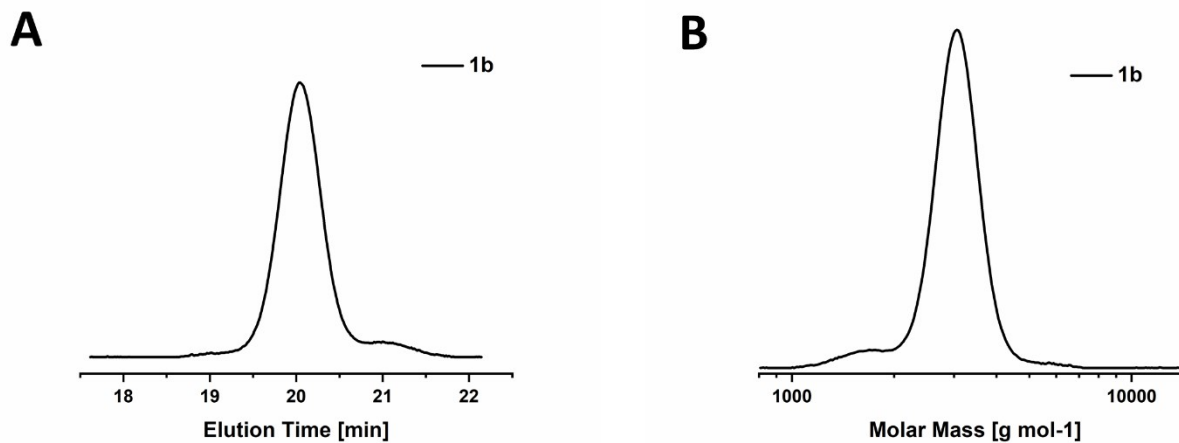 A
1b
18 19 20 21 22
Elution Time [min]
B
1b
1000 10000
Molar Mass [g mol-1]